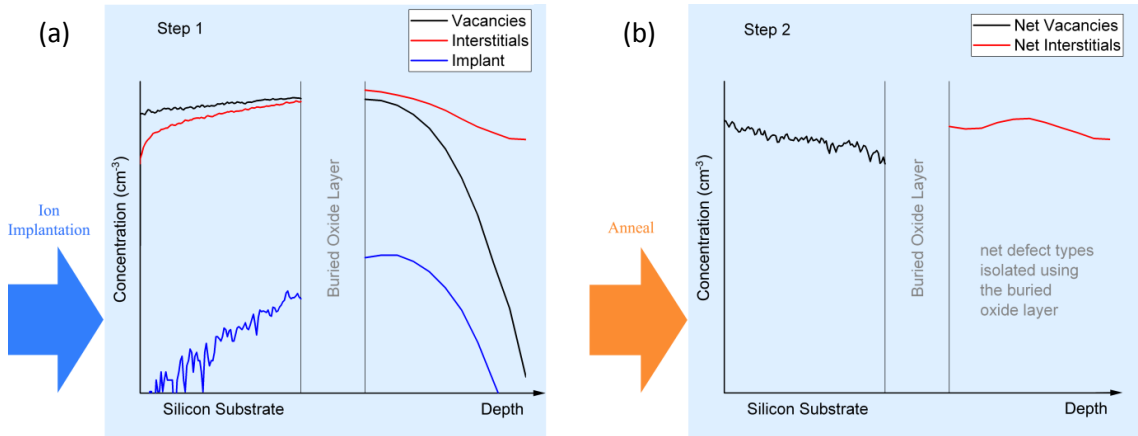 (a)
Step 1
Vacancies
Interstitials
Implant
Ion
Implantation
Concentration (cm-3)
Buried Oxide Layer
Silicon Substrate
Depth
(b)
Step 2
Net Vacancies
Net Interstitials
Anneal
Concentration (cm-3)
Buried Oxide Layer
net defect types
isolated using
the buried
oxide layer
Silicon Substrate
Depth